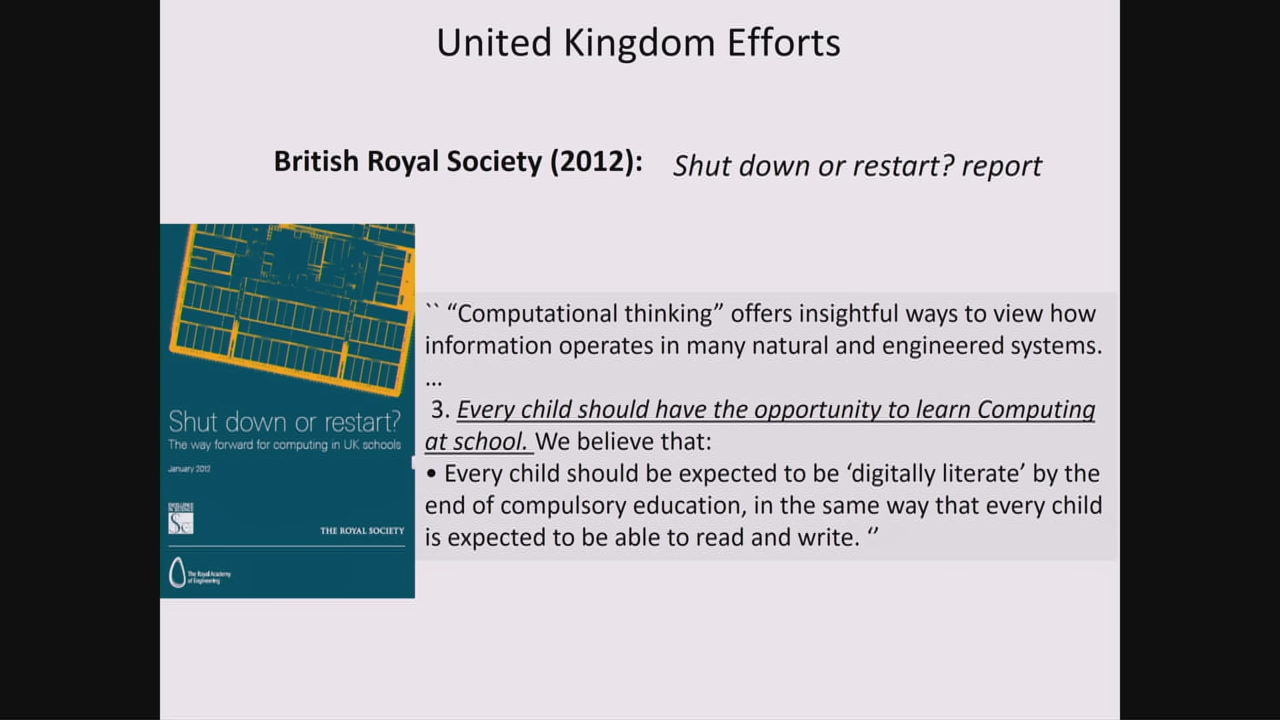 United Kingdom Efforts
British Royal Society (2012):
Shut down or restart? report
Shut down or restart?
The way forward for computing in UK schools
January 2012
THE ROYAL SOCIETY
The Royal Academy
of Engineering
`` “Computational thinking” offers insightful ways to view how
information operates in many natural and engineered systems.
...
3. Every child should have the opportunity to learn Computing
at school. We believe that:
• Every child should be expected to be ‘digitally literate’ by the
end of compulsory education, in the same way that every child
is expected to be able to read and write. ‘’